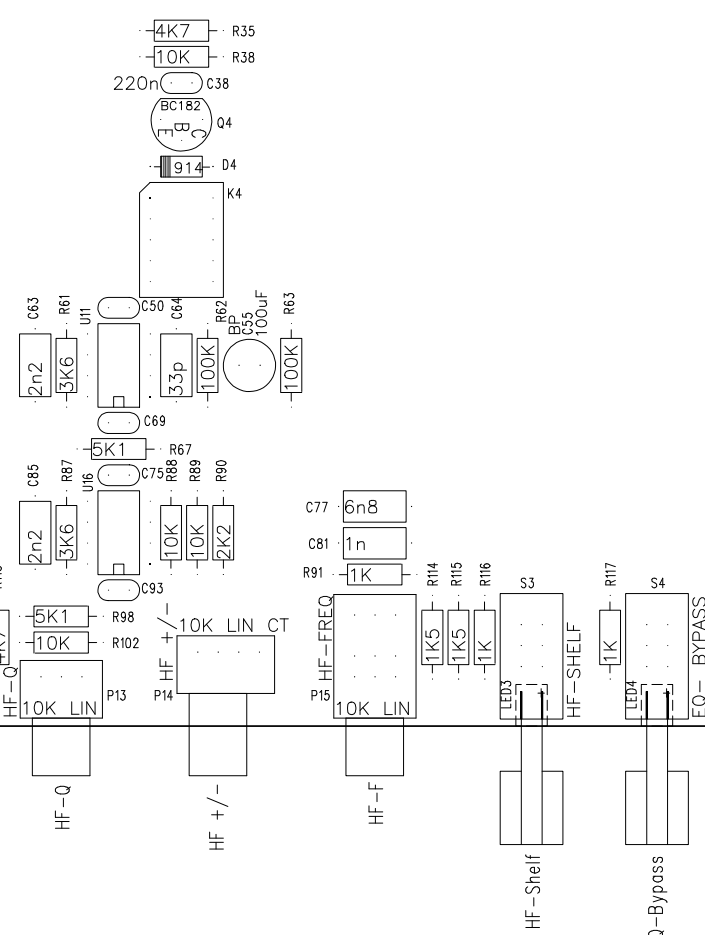 4K7 R35
10K R38
220n C38
BC182
Q4
C
B
E
914 D4
K4
C63
R61
U11
C50
C64
R62
BP
C55
100uF
R63
2n2
3K6
33p
100K
100K
C69
5K1 R67
C85
R87
U16
C75
R88
R89
R90
2n2
3K6
10K
10K
2K2
C77 6n8
C81 1n
R91 1K
C93
R114
R115
R116
S3
R117
S4
5K1 R98
10K R102
HF +/-
10K LIN CT
P14
HF-Q
10K LIN
P13
HF-FREQ
P15
10K LIN
1K5
1K5
1K
LED3
HF-SHELF
1K
LED4
EQ- BYPASS
HF-Q
HF +/-
HF-F
HF-Shelf
Q-Bypass